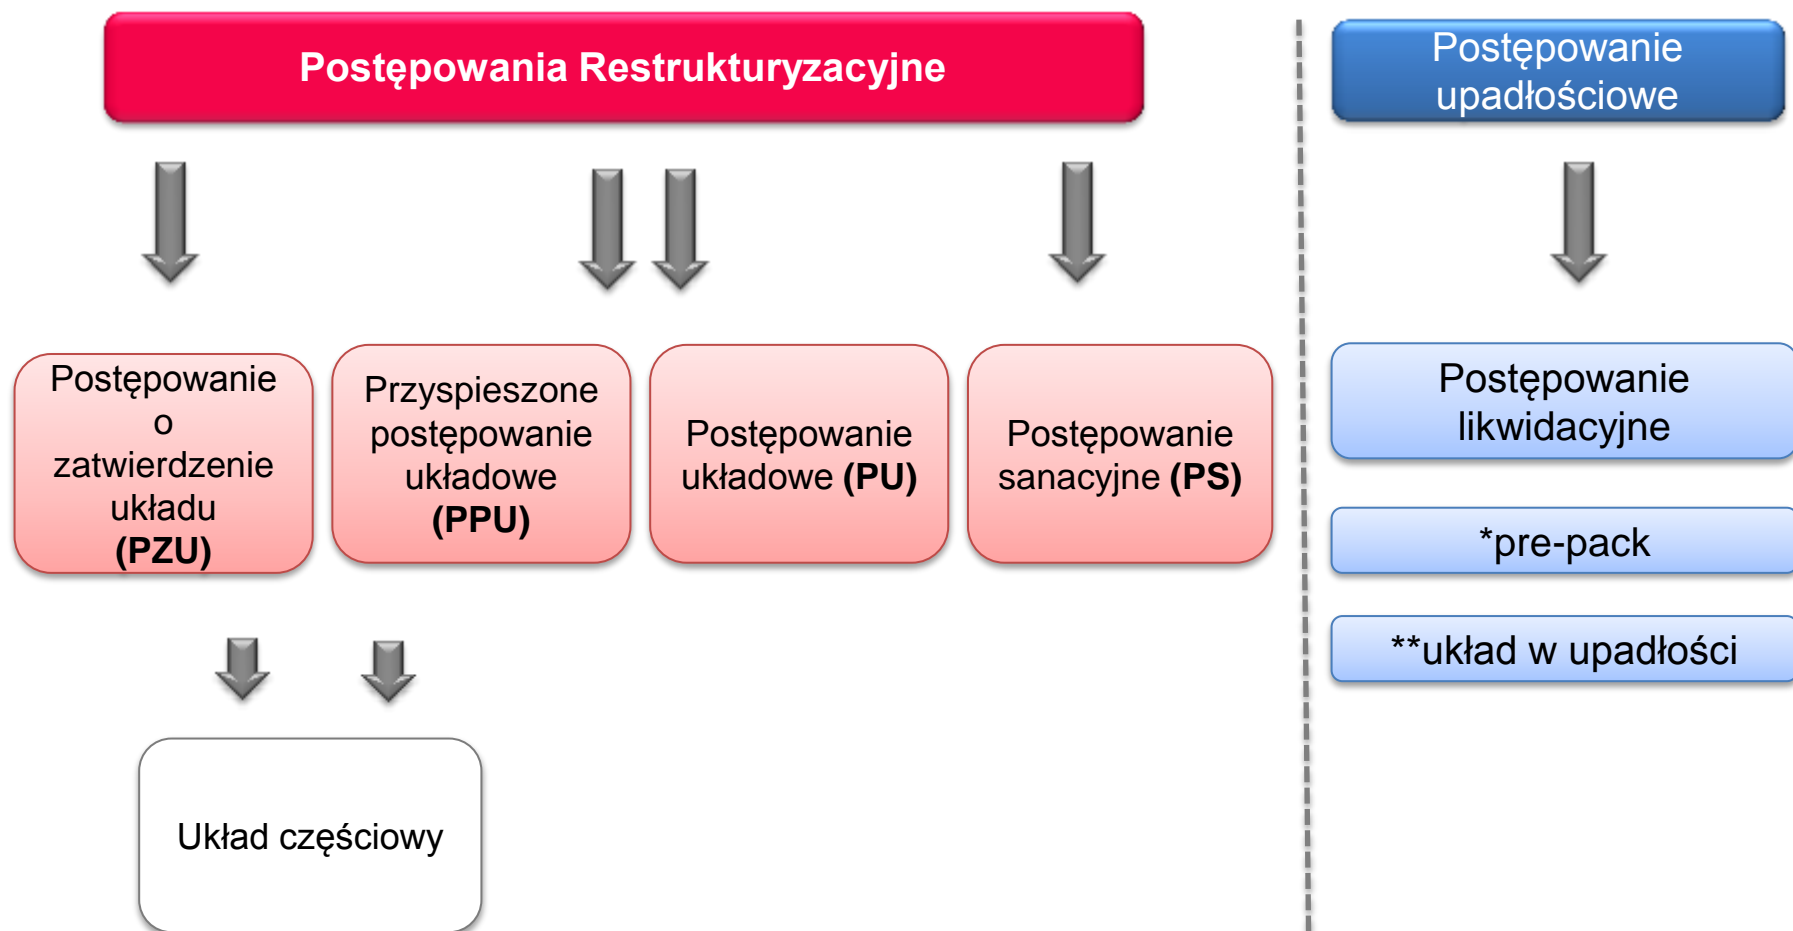 Postępowania Restrukturyzacyjne
Postępowanie
upadłościowe
Postępowanie
o
zatwierdzenie
układu
(PZU)
Przyspieszone
postępowanie
układowe
(PPU)
Postępowanie
układowe (PU)
Postępowanie
sanacyjne (PS)
Postępowanie
likwidacyjne
*pre-pack
**układ w upadłości
Układ częściowy